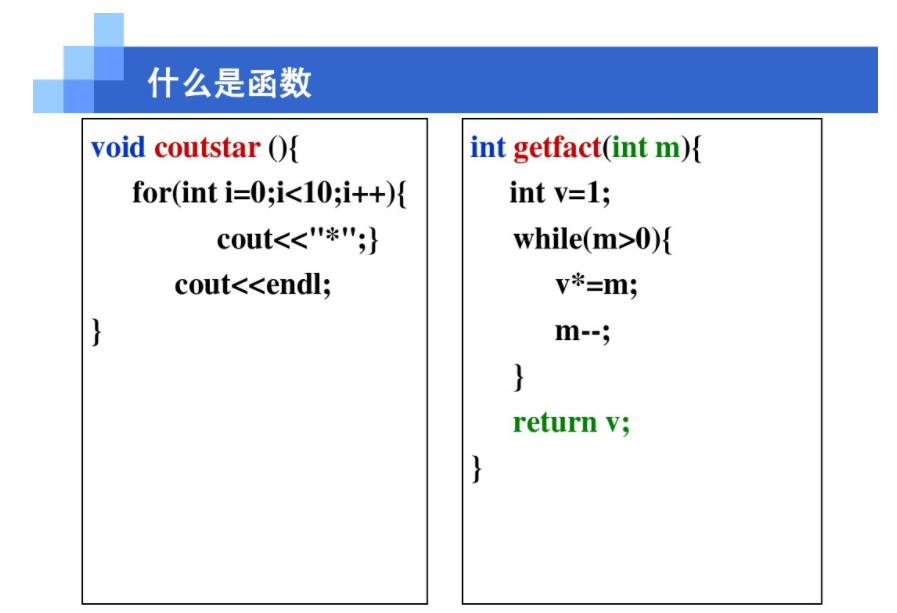 什么是函数
void coutstar (){
for(int i=0;i<10;i++){
cout<<"*";}
cout<<endl;
}
int getfact(int m){
int v=1;
while(m>0){
v*=m;
m--;
}
return v;
}